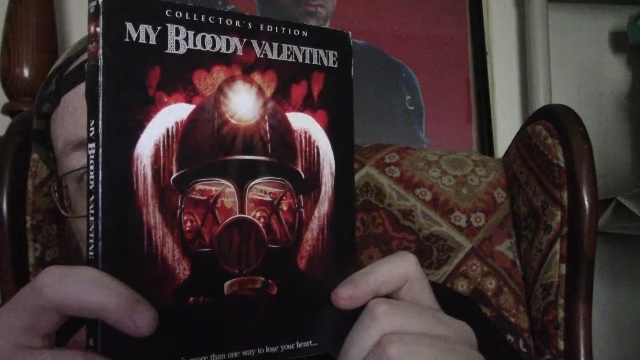 COLLECTOR'S EDITION
MY BLOODY VALENTINE
MY BLOODY VALENTINE
more than one way to lose your heart...